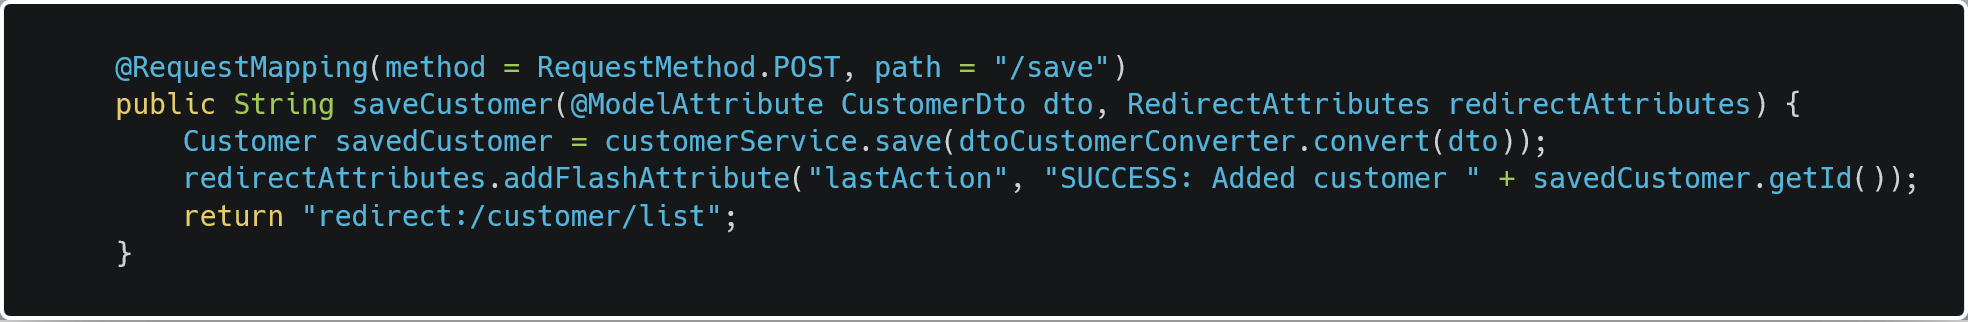 @RequestMapping(method = RequestMethod.POST, path = "/save")
public String saveCustomer(@ModelAttribute CustomerDto dto, RedirectAttributes redirectAttributes) {
    Customer savedCustomer = customerService.save(dtoCustomerConverter.convert(dto));
    redirectAttributes.addFlashAttribute("lastAction", "SUCCESS: Added customer " + savedCustomer.getId());
    return "redirect:/customer/list";
}